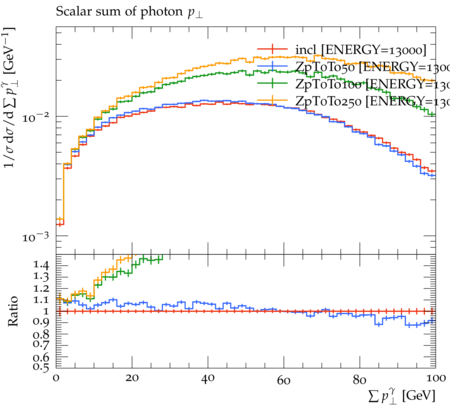 Scalar sum of photon p⊥
1/σ dσ/d∑ p⊥^γ [GeV⁻¹]
incl [ENERGY=13000]
ZpToTo50 [ENERGY=1300
ZpToTo100 [ENERGY=130
ZpToTo250 [ENERGY=130
10⁻²
10⁻³
Ratio
1.4
1.3
1.2
1.1
1
0.9
0.8
0.7
0.6
0.5
0 20 40 60 80 100
∑ p⊥^γ [GeV]